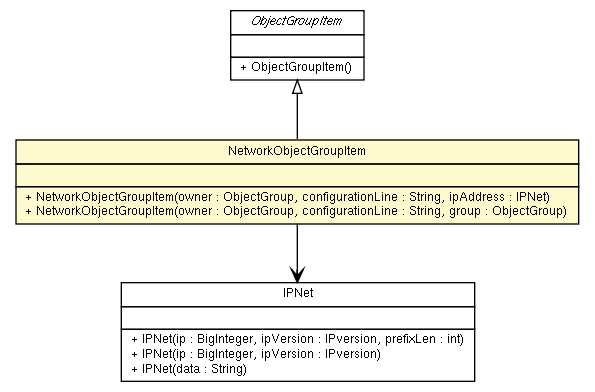 ObjectGroupItem
+ ObjectGroupItem()
NetworkObjectGroupItem
+ NetworkObjectGroupItem(owner : ObjectGroup, configurationLine : String, ipAddress : IPNet)
+ NetworkObjectGroupItem(owner : ObjectGroup, configurationLine : String, group : ObjectGroup)
IPNet
+ IPNet(ip : BigInteger, ipVersion : IPversion, prefixLen : int)
+ IPNet(ip : BigInteger, ipVersion : IPversion)
+ IPNet(data : String)